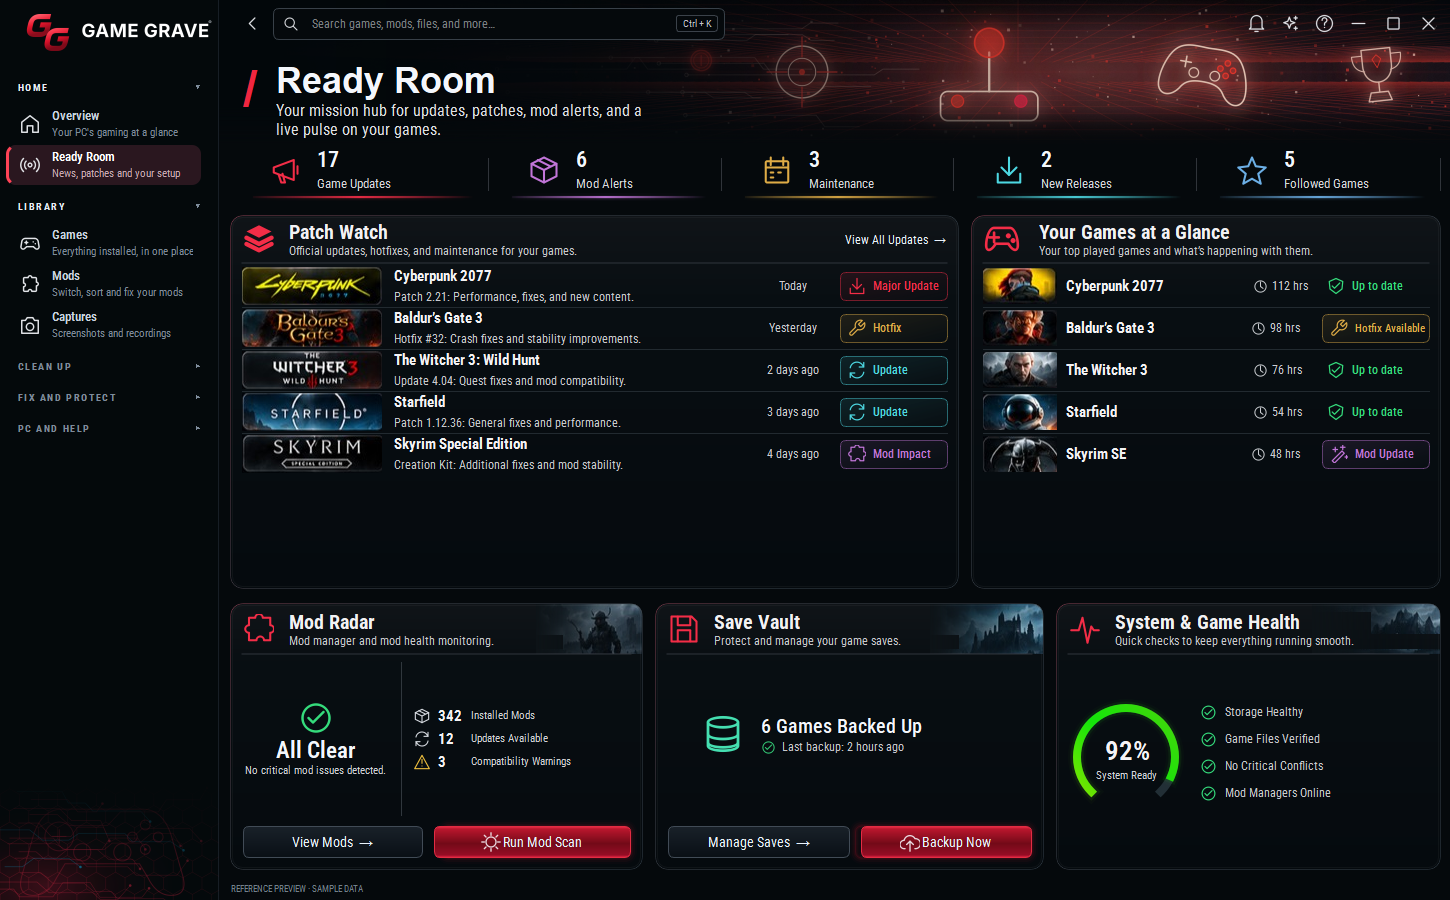 GG GAME GRAVE
Search games, mods, files, and more...
Ctrl + K
HOME
Overview
Your PC's gaming at a glance
Ready Room
News, patches and your setup
LIBRARY
Games
Everything installed, in one place
Mods
Switch, sort and fix your mods
Captures
Screenshots and recordings
CLEAN UP
FIX AND PROTECT
PC AND HELP
/ Ready Room
Your mission hub for updates, patches, mod alerts, and a
live pulse on your games.
17
Game Updates
6
Mod Alerts
3
Maintenance
2
New Releases
5
Followed Games
Patch Watch
Official updates, hotfixes, and maintenance for your games.
View All Updates →
CYBERPUNK
2077
Cyberpunk 2077
Patch 2.21: Performance, fixes, and new content.
Today
Major Update
BALDUR'S
GATE 3
Baldur's Gate 3
Hotfix #32: Crash fixes and stability improvements.
Yesterday
Hotfix
THE
WITCHER 3
WILD HUNT
The Witcher 3: Wild Hunt
Update 4.04: Quest fixes and mod compatibility.
2 days ago
Update
STARFIELD
Starfield
Patch 1.12.36: General fixes and performance.
3 days ago
Update
SKYRIM
SPECIAL EDITION
Skyrim Special Edition
Creation Kit: Additional fixes and mod stability.
4 days ago
Mod Impact
Your Games at a Glance
Your top played games and what's happening with them.
Cyberpunk 2077
112 hrs
Up to date
Baldur's Gate 3
98 hrs
Hotfix Available
The Witcher 3
76 hrs
Up to date
Starfield
54 hrs
Up to date
Skyrim SE
48 hrs
Mod Update
Mod Radar
Mod manager and mod health monitoring.
All Clear
No critical mod issues detected.
342 Installed Mods
12 Updates Available
3 Compatibility Warnings
View Mods →
Run Mod Scan
Save Vault
Protect and manage your game saves.
6 Games Backed Up
Last backup: 2 hours ago
Manage Saves →
Backup Now
System & Game Health
Quick checks to keep everything running smooth.
92%
System Ready
Storage Healthy
Game Files Verified
No Critical Conflicts
Mod Managers Online
REFERENCE PREVIEW · SAMPLE DATA